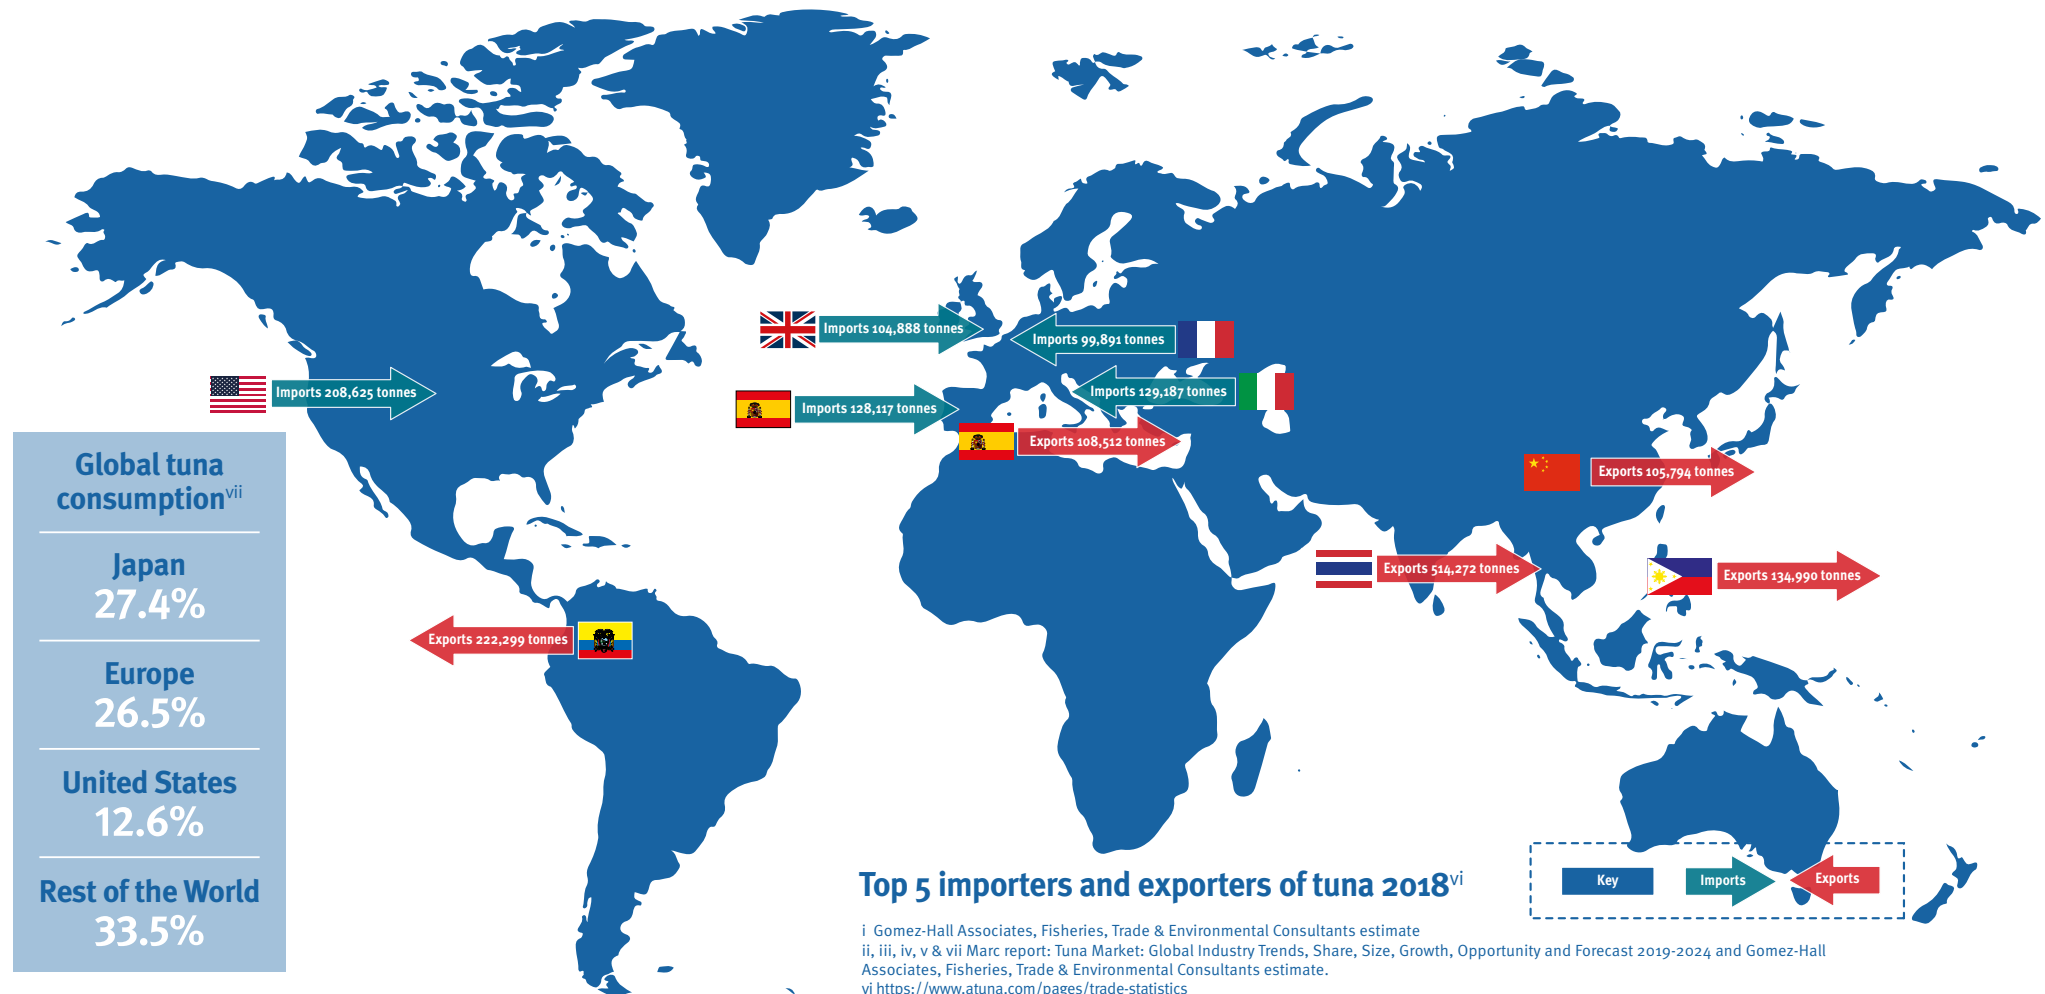 Imports 104,888 tonnes
Imports 99,891 tonnes
Imports 208,625 tonnes
Imports 129,187 tonnes
Imports 128,117 tonnes
Exports 108,512 tonnes
Exports 105,794 tonnes
Exports 514,272 tonnes
Exports 134,990 tonnes
Exports 222,299 tonnes
Global tuna
consumptionvii
Japan
27.4%
Europe
26.5%
United States
12.6%
Rest of the World
33.5%
Top 5 importers and exporters of tuna 2018vi
Key
Imports
Exports
i Gomez-Hall Associates, Fisheries, Trade & Environmental Consultants estimate
ii, iii, iv, v & vii Marc report: Tuna Market: Global Industry Trends, Share, Size, Growth, Opportunity and Forecast 2019-2024 and Gomez-Hall
Associates, Fisheries, Trade & Environmental Consultants estimate.
vi https://www.atuna.com/pages/trade-statistics